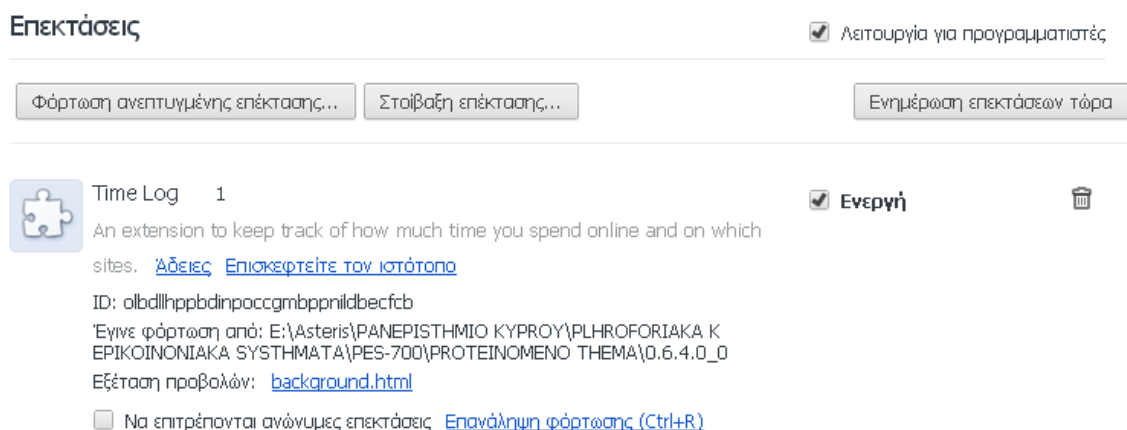 Επεκτάσεις
Λειτουργία για προγραμματιστές
Φόρτωση ανεπτυγμένης επέκτασης...
Στοίβαξη επέκτασης...
Ενημέρωση επεκτάσεων τώρα
Time Log 1
Ενεργή
An extension to keep track of how much time you spend online and on which
sites. Άδειες Επισκεφτείτε τον ιστότοπο
ID: olbdllhppbdinpoccgmbppnildbecfcb
Έγινε φόρτωση από: E:\Asteris\PANEPISTHMIO KYPROY\PLHROFORIAKA K
EPIKOINONIAKA SYSTHMATA\PES-700\PROTEINOMENO THEMA\0.6.4.0_0
Εξέταση προβολών: background.html
Να επιτρέπονται ανώνυμες επεκτάσεις Επανάληψη φόρτωσης (Ctrl+R)